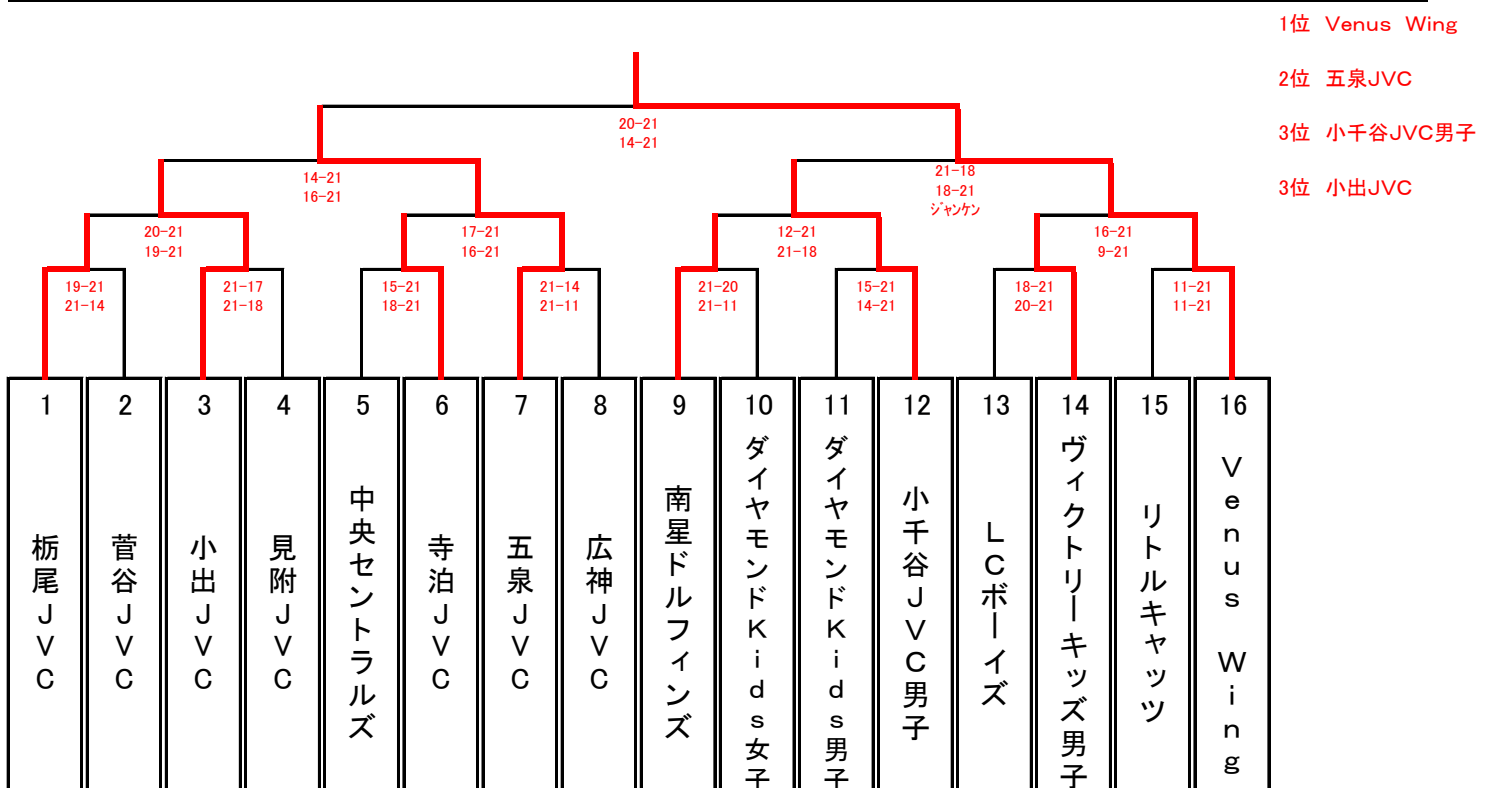 1位 Venus Wing
2位 五泉JVC
3位 小千谷JVC男子
3位 小出JVC
20-21
14-21
14-21
16-21
21-18
18-21
ジャンケン
20-21
19-21
17-21
16-21
12-21
21-18
16-21
9-21
19-21
21-14
21-17
21-18
15-21
18-21
21-14
21-11
21-20
21-11
15-21
14-21
18-21
20-21
11-21
11-21
1
栃尾JVC
2
菅谷JVC
3
小出JVC
4
見附JVC
5
中央セントラルズ
6
寺泊JVC
7
五泉JVC
8
広神JVC
9
南星ドルフィンズ
10
ダイヤモンドKids女子
11
ダイヤモンドKids男子
12
小千谷JVC男子
13
LCボーイズ
14
ヴィクトリーキッズ男子
15
リトルキャッツ
16
Venus Wing